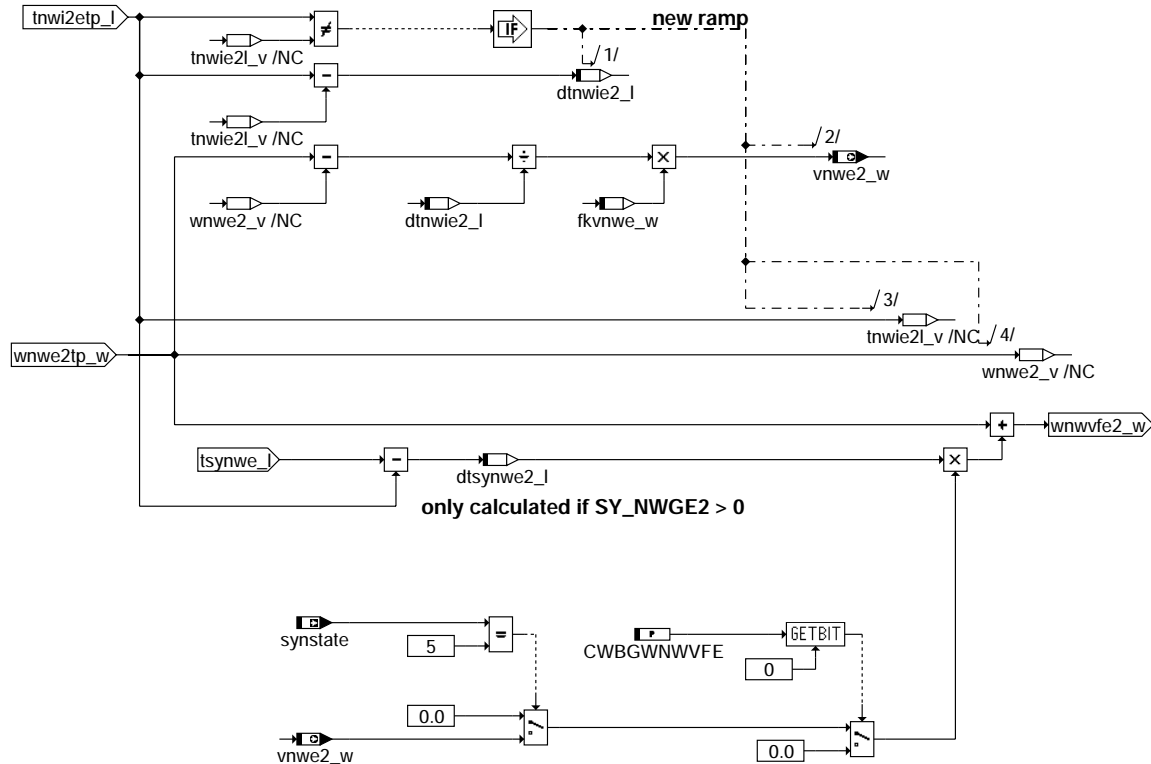 tnwi2etp_l
new ramp
IF
≠
/1/
tnwie2l_v /NC
−
dtnwie2_l
tnwie2l_v /NC
/2/
−
÷
×
vnwe2_w
wnwe2_v /NC
dtnwie2_l
fkvnwe_w
/3/
tnwie2l_v /NC
/4/
wnwe2tp_w
wnwe2_v /NC
+
wnwvfe2_w
tsynwe_l
−
dtsynwe2_l
×
only calculated if SY_NWGE2 > 0
synstate
5
=
P
CWBGWNWVFE
GETBIT
0
0.0
vnwe2_w
0.0